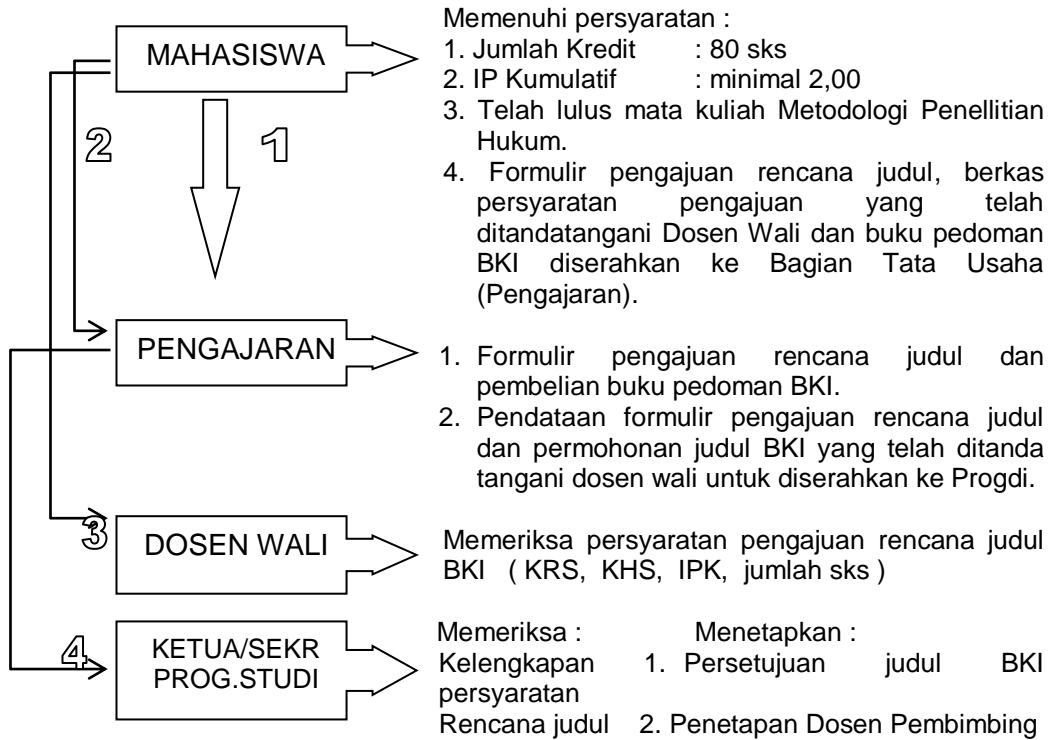 MAHASISWA
Memenuhi persyaratan :
1. Jumlah Kredit : 80 sks
2. IP Kumulatif : minimal 2,00
3. Telah lulus mata kuliah Metodologi Penellitian
Hukum.
4. Formulir pengajuan rencana judul, berkas
persyaratan pengajuan yang telah
ditandatangani Dosen Wali dan buku pedoman
BKI diserahkan ke Bagian Tata Usaha
(Pengajaran).
2
1
PENGAJARAN
1. Formulir pengajuan rencana judul dan
pembelian buku pedoman BKI.
2. Pendataan formulir pengajuan rencana judul
dan permohonan judul BKI yang telah ditanda
tangani dosen wali untuk diserahkan ke Progdi.
3
DOSEN WALI
Memeriksa persyaratan pengajuan rencana judul
BKI ( KRS, KHS, IPK, jumlah sks )
4
KETUA/SEKR
PROG.STUDI
Memeriksa : Menetapkan :
Kelengkapan 1. Persetujuan judul BKI
persyaratan
Rencana judul 2. Penetapan Dosen Pembimbing